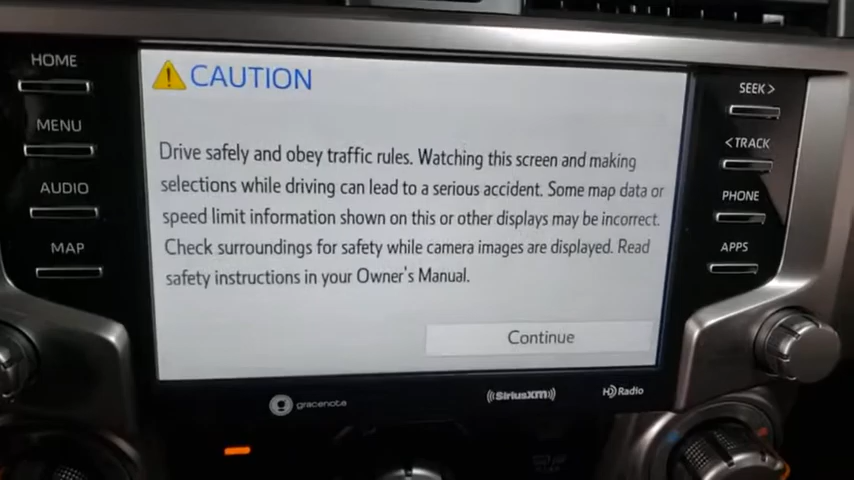 HOME
MENU
AUDIO
MAP
CAUTION
Drive safely and obey traffic rules. Watching this screen and making
selections while driving can lead to a serious accident. Some map data or
speed limit information shown on this or other displays may be incorrect.
Check surroundings for safety while camera images are displayed. Read
safety instructions in your Owner's Manual.
Continue
SEEK >
< TRACK
PHONE
APPS
gracenote
SiriusXM
HD Radio